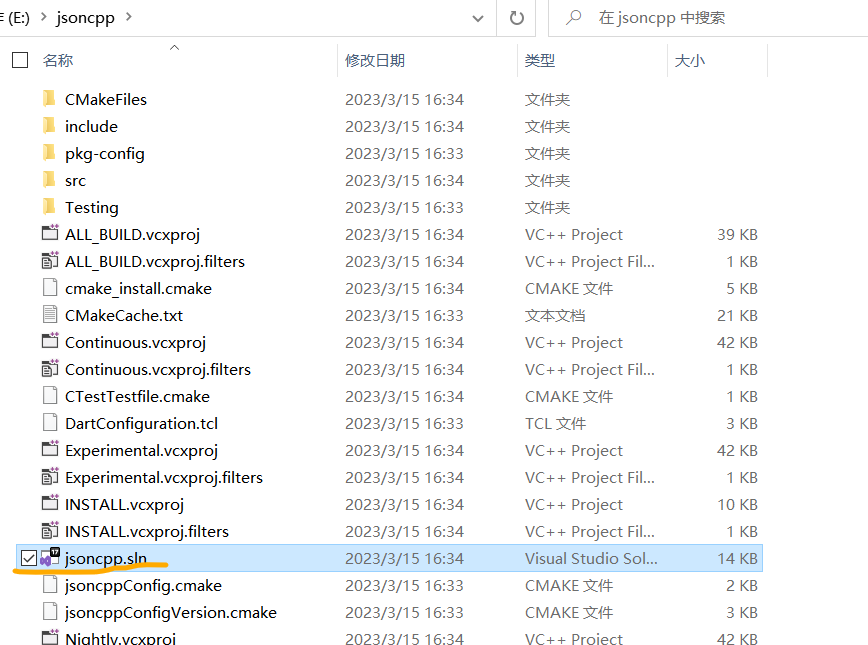 (E:) > jsoncpp > 在 jsoncpp 中搜索
名称 修改日期 类型 大小
CMakeFiles 2023/3/15 16:34 文件夹
include 2023/3/15 16:34 文件夹
pkg-config 2023/3/15 16:33 文件夹
src 2023/3/15 16:34 文件夹
Testing 2023/3/15 16:33 文件夹
ALL_BUILD.vcxproj 2023/3/15 16:34 VC++ Project 39 KB
ALL_BUILD.vcxproj.filters 2023/3/15 16:34 VC++ Project Fil... 1 KB
cmake_install.cmake 2023/3/15 16:34 CMAKE 文件 5 KB
CMakeCache.txt 2023/3/15 16:33 文本文档 21 KB
Continuous.vcxproj 2023/3/15 16:34 VC++ Project 42 KB
Continuous.vcxproj.filters 2023/3/15 16:34 VC++ Project Fil... 1 KB
CTestTestfile.cmake 2023/3/15 16:34 CMAKE 文件 1 KB
DartConfiguration.tcl 2023/3/15 16:33 TCL 文件 3 KB
Experimental.vcxproj 2023/3/15 16:34 VC++ Project 42 KB
Experimental.vcxproj.filters 2023/3/15 16:34 VC++ Project Fil... 1 KB
INSTALL.vcxproj 2023/3/15 16:34 VC++ Project 10 KB
INSTALL.vcxproj.filters 2023/3/15 16:34 VC++ Project Fil... 1 KB
jsoncpp.sln 2023/3/15 16:34 Visual Studio Sol... 14 KB
jsoncppConfig.cmake 2023/3/15 16:33 CMAKE 文件 2 KB
jsoncppConfigVersion.cmake 2023/3/15 16:33 CMAKE 文件 3 KB
Nightly.vcxproj 2023/3/15 16:34 VC++ Project 42 KB